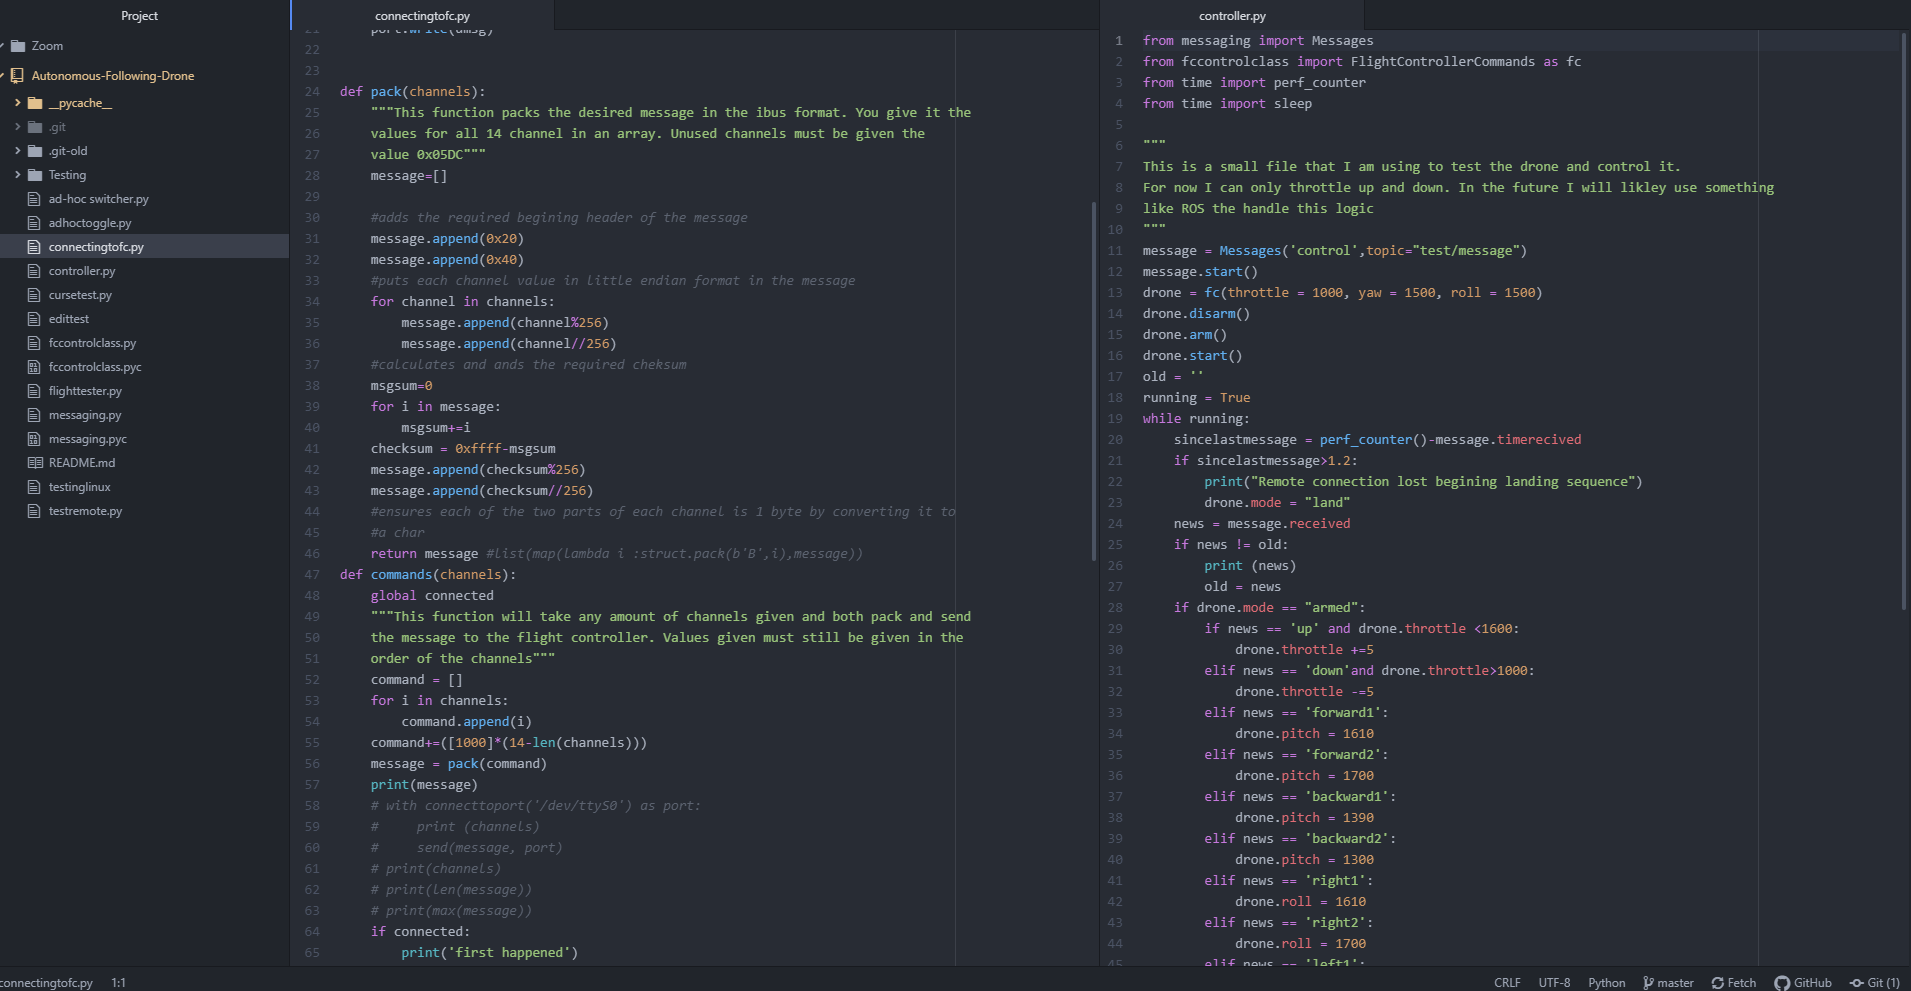 Project
Zoom
Autonomous-Following-Drone
__pycache__
.git
.git-old
Testing
ad-hoc switcher.py
adhoctoggle.py
connectingtofc.py
controller.py
cursetest.py
edittest
fccontrolclass.py
fccontrolclass.pyc
flighttester.py
messaging.py
messaging.pyc
README.md
testinglinux
testremote.py
connectingtofc.py
21     port.write(umsg)
22
23
24 def pack(channels):
25     """This function packs the desired message in the ibus format. You give it the
26     values for all 14 channel in an array. Unused channels must be given the
27     value 0x05DC"""
28     message=[]
29
30     #adds the required begining header of the message
31     message.append(0x20)
32     message.append(0x40)
33     #puts each channel value in little endian format in the message
34     for channel in channels:
35         message.append(channel%256)
36         message.append(channel//256)
37     #calculates and ands the required cheksum
38     msgsum=0
39     for i in message:
40         msgsum+=i
41     checksum = 0xffff-msgsum
42     message.append(checksum%256)
43     message.append(checksum//256)
44     #ensures each of the two parts of each channel is 1 byte by converting it to
45     #a char
46     return message #list(map(lambda i :struct.pack(b'B',i),message))
47 def commands(channels):
48     global connected
49     """This function will take any amount of channels given and both pack and send
50     the message to the flight controller. Values given must still be given in the
51     order of the channels"""
52     command = []
53     for i in channels:
54         command.append(i)
55     command+=([1000]*(14-len(channels)))
56     message = pack(command)
57     print(message)
58     # with connecttoport('/dev/ttyS0') as port:
59     #     print (channels)
60     #     send(message, port)
61     # print(channels)
62     # print(len(message))
63     # print(max(message))
64     if connected:
65         print('first happened')
controller.py
1 from messaging import Messages
2 from fccontrolclass import FlightControllerCommands as fc
3 from time import perf_counter
4 from time import sleep
5
6 """
7 This is a small file that I am using to test the drone and control it.
8 For now I can only throttle up and down. In the future I will likley use something
9 like ROS the handle this logic
10 """
11 message = Messages('control',topic="test/message")
12 message.start()
13 drone = fc(throttle = 1000, yaw = 1500, roll = 1500)
14 drone.disarm()
15 drone.arm()
16 drone.start()
17 old = ''
18 running = True
19 while running:
20     sincelastmessage = perf_counter()-message.timerecived
21     if sincelastmessage>1.2:
22         print("Remote connection lost begining landing sequence")
23         drone.mode = "land"
24     news = message.received
25     if news != old:
26         print (news)
27         old = news
28     if drone.mode == "armed":
29         if news == 'up' and drone.throttle <1600:
30             drone.throttle +=5
31         elif news == 'down'and drone.throttle>1000:
32             drone.throttle -=5
33         elif news == 'forward1':
34             drone.pitch = 1610
35         elif news == 'forward2':
36             drone.pitch = 1700
37         elif news == 'backward1':
38             drone.pitch = 1390
39         elif news == 'backward2':
40             drone.pitch = 1300
41         elif news == 'right1':
42             drone.roll = 1610
43         elif news == 'right2':
44             drone.roll = 1700
45         elif news == 'left1':
connectingtofc.py 1:1
CRLF UTF-8 Python master Fetch GitHub Git (1)